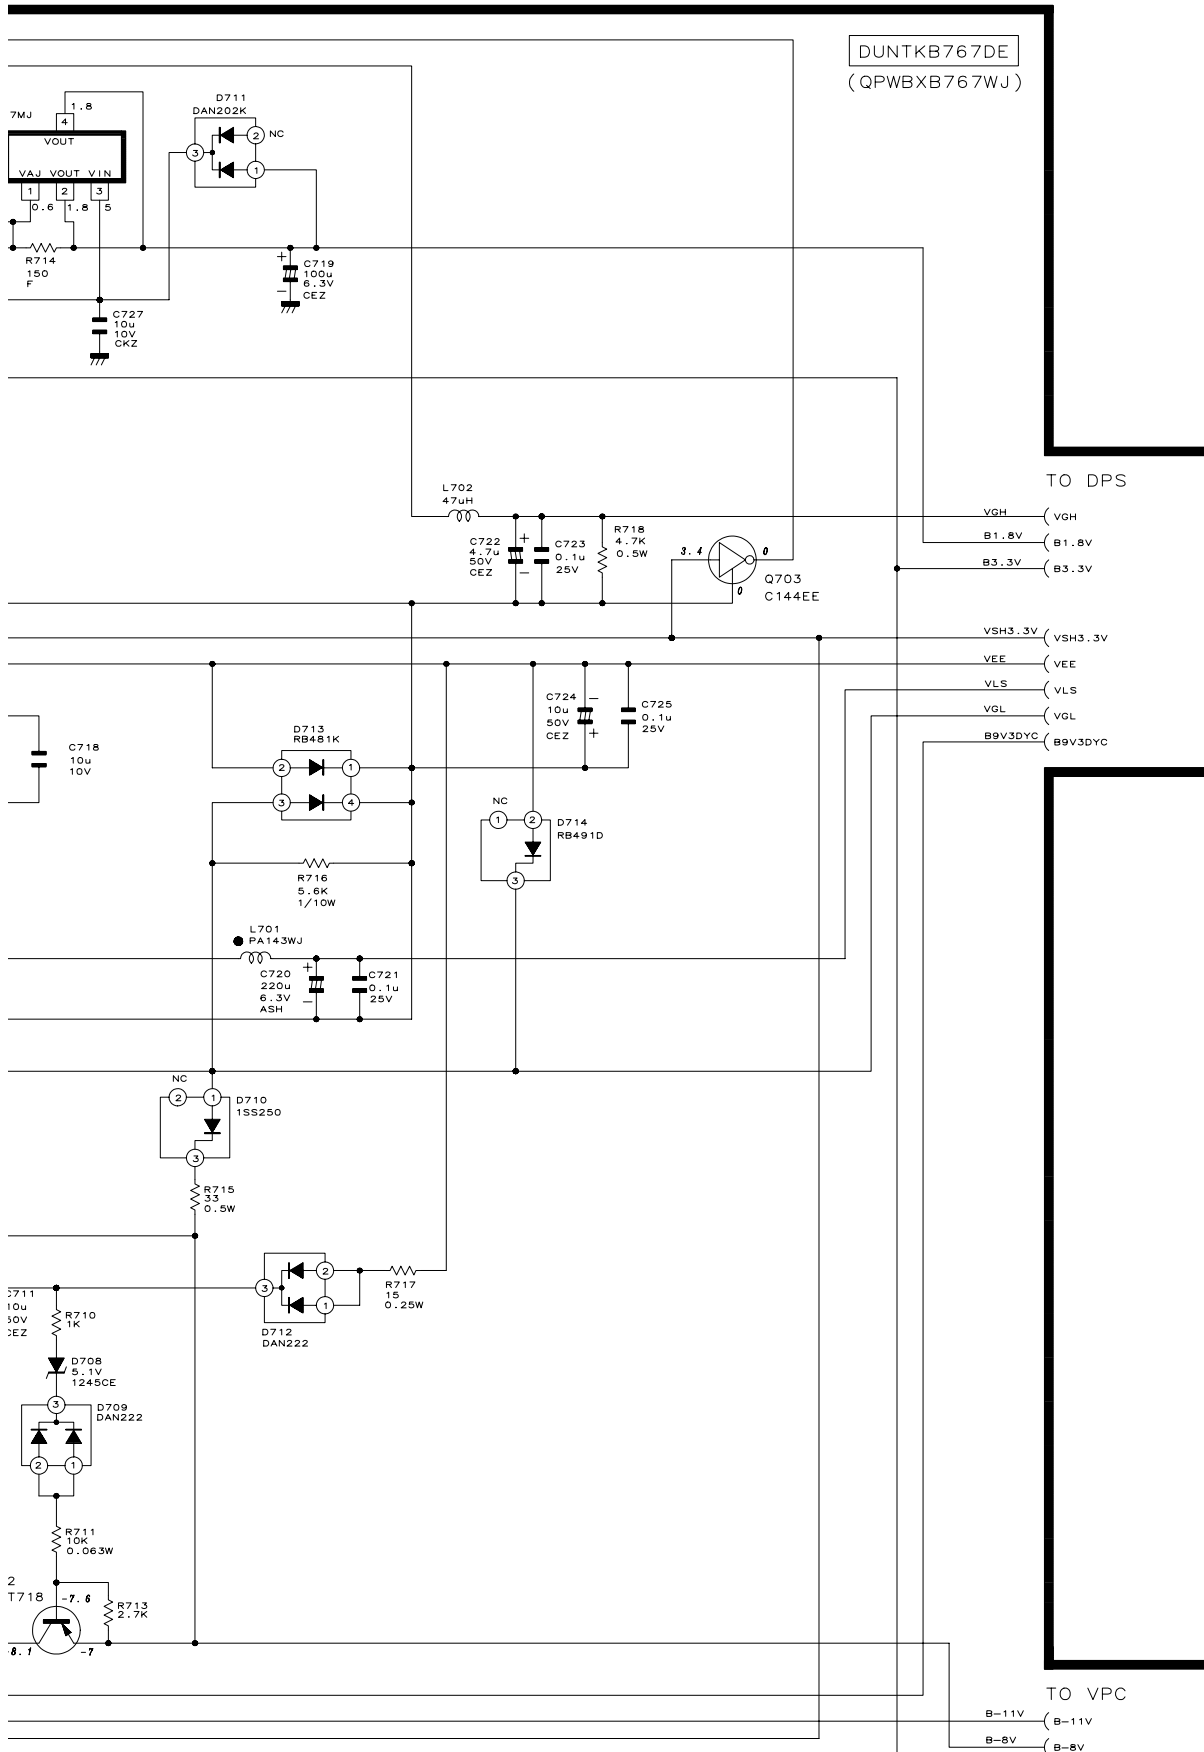 DUNTKB767DE
(QPWBXB767WJ)
7MJ
4
1.8
VOUT
VAJ VOUT VIN
1
2
3
0.6
1.8
5
D711
DAN202K
2
NC
3
1
R714
150
F
C719
100u
6.3V
CEZ
+
-
C727
10u
10V
CKZ
TO DPS
L702
47uH
VGH
VGH
B1.8V
B1.8V
B3.3V
B3.3V
C722
4.7u
50V
CEZ
+
-
C723
0.1u
25V
R718
4.7K
0.5W
3.4
0
0
Q703
C144EE
VSH3.3V
VSH3.3V
VEE
VEE
VLS
VLS
VGL
VGL
B9V3DYC
B9V3DYC
C724
10u
50V
CEZ
-
+
C725
0.1u
25V
C718
10u
10V
D713
RB481K
2
1
3
4
NC
1
2
D714
RB491D
3
R716
5.6K
1/10W
L701
PA143WJ
C720
220u
6.3V
ASH
+
-
C721
0.1u
25V
NC
2
1
D710
1SS250
3
R715
33
0.5W
3
2
1
D712
DAN222
R717
15
0.25W
C711
10u
50V
CEZ
R710
1K
D708
5.1V
1245CE
3
D709
DAN222
2
1
R711
10K
0.063W
2
T718
-7.6
R713
2.7K
-8.1
-7
TO VPC
B-11V
B-11V
B-8V
B-8V